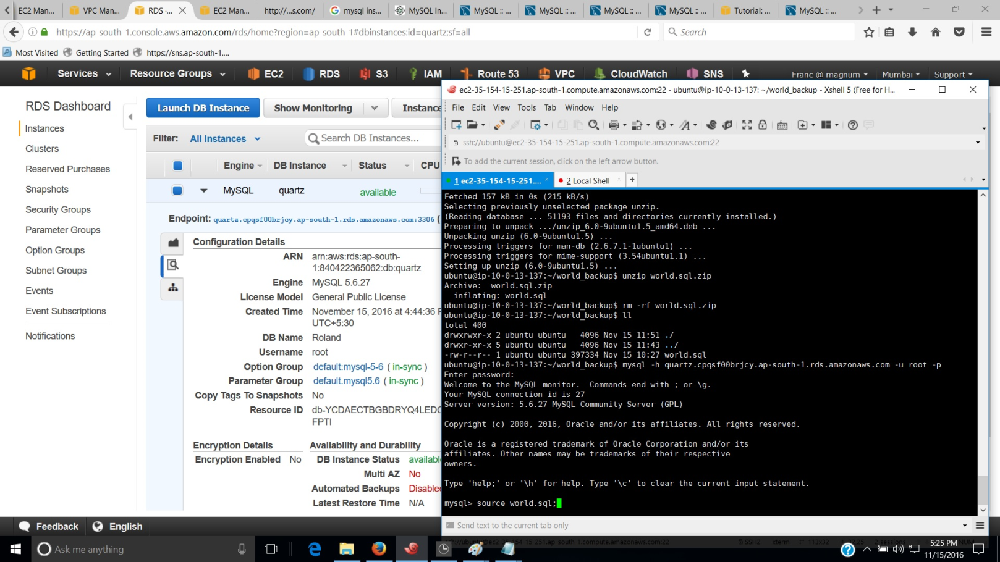 EC2 Man...
VPC Man...
RDS ·...
EC2 Man...
http://...s.com/
mysql ins...
MySQL In...
MySQL :: ...
MySQL :: ...
MySQL :: ...
MySQL :: ...
Tutorial: ...
MySQL :: ...
https://ap-south-1.console.aws.amazon.com/rds/home?region=ap-south-1#dbinstances:id=quartz;sf=all
Search
Most Visited
Getting Started
https://sns.ap-south-1....
Services
Resource Groups
EC2
RDS
S3
IAM
Route 53
VPC
CloudWatch
SNS
Franc @ magnum
Mumbai
Support
RDS Dashboard
Instances
Clusters
Reserved Purchases
Snapshots
Security Groups
Parameter Groups
Option Groups
Subnet Groups
Events
Event Subscriptions
Notifications
Launch DB Instance
Show Monitoring
Instance
Filter: All Instances
Search DB Instances...
Engine
DB Instance
Status
CPU
MySQL
quartz
available
Endpoint: quartz.cpqsf00brjcy.ap-south-1.rds.amazonaws.com:3306 (
Configuration Details
ARN arn:aws:rds:ap-south-
1:840422365062:db:quartz
Engine MySQL 5.6.27
License Model General Public License
Created Time November 15, 2016 at 4:44:36
UTC+5:30
DB Name Roland
Username root
Option Group default:mysql-5-6 ( in-sync )
Parameter Group default.mysql5.6 ( in-sync )
Copy Tags To Snapshots No
Resource ID db-YCDAECTBGBDRYQ4LEDC
FPTI
Encryption Details
Encryption Enabled No
Availability and Durability
DB Instance Status available
Multi AZ No
Automated Backups Disabled
Latest Restore Time N/A
Feedback
English
ec2-35-154-15-251.ap-south-1.compute.amazonaws.com:22 - ubuntu@ip-10-0-13-137: ~/world_backup - Xshell 5 (Free for H...
File Edit View Tools Tab Window Help
ssh://ubuntu@ec2-35-154-15-251.ap-south-1.compute.amazonaws.com:22
To add the current session, click on the left arrow button.
1 ec2-35-154-15-251....
2 Local Shell
Fetched 157 kB in 0s (215 kB/s)
Selecting previously unselected package unzip.
(Reading database ... 51193 files and directories currently installed.)
Preparing to unpack .../unzip_6.0-9ubuntu1.5_amd64.deb ...
Unpacking unzip (6.0-9ubuntu1.5) ...
Processing triggers for man-db (2.6.7.1-1ubuntu1) ...
Processing triggers for mime-support (3.54ubuntu1.1) ...
Setting up unzip (6.0-9ubuntu1.5) ...
ubuntu@ip-10-0-13-137:~/world_backup$ unzip world.sql.zip
Archive:  world.sql.zip
  inflating: world.sql
ubuntu@ip-10-0-13-137:~/world_backup$ rm -rf world.sql.zip
ubuntu@ip-10-0-13-137:~/world_backup$ ll
total 400
drwxrwxr-x 2 ubuntu ubuntu   4096 Nov 15 11:51 ./
drwxr-xr-x 5 ubuntu ubuntu   4096 Nov 15 11:43 ../
-rw-r--r-- 1 ubuntu ubuntu 397334 Nov 15 10:27 world.sql
ubuntu@ip-10-0-13-137:~/world_backup$ mysql -h quartz.cpqsf00brjcy.ap-south-1.rds.amazonaws.com -u root -p
Enter password:
Welcome to the MySQL monitor.  Commands end with ; or \g.
Your MySQL connection id is 27
Server version: 5.6.27 MySQL Community Server (GPL)
Copyright (c) 2000, 2016, Oracle and/or its affiliates. All rights reserved.
Oracle is a registered trademark of Oracle Corporation and/or its
affiliates. Other names may be trademarks of their respective
owners.
Type 'help;' or '\h' for help. Type '\c' to clear the current input statement.
mysql> source world.sql;
Send text to the current tab only
Ask me anything
SSH2
xterm
113x32
2 sessions
5:25 PM
11/15/2016